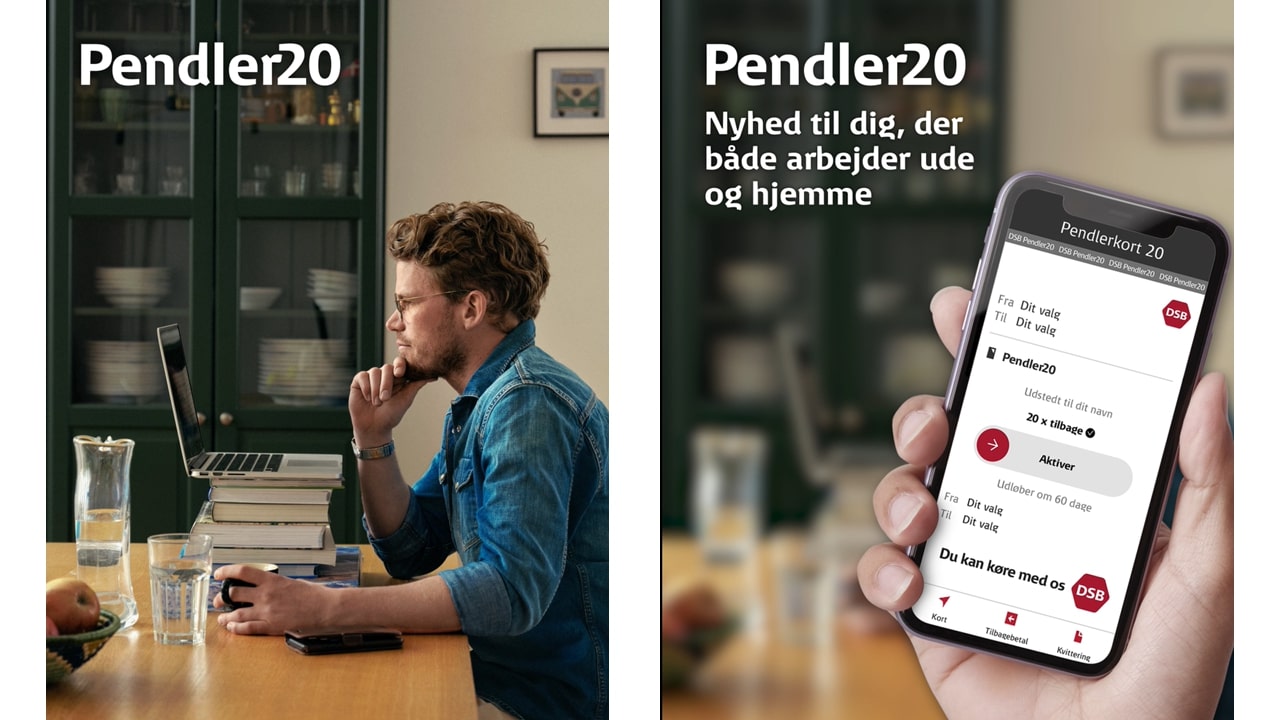 Pendler20
Pendler20
Nyhed til dig, der
både arbejder ude
og hjemme
Pendlerkort 20
DSB Pendler20 DSB Pendler20 DSB Pendler20 DSB Pendler20
Fra Dit valg
Til Dit valg
DSB
Pendler20
Udstedt til dit navn
20 x tilbage
Aktiver
Udløber om 60 dage
Fra Dit valg
Til Dit valg
Du kan køre med os
DSB
Kort
Tilbagebetal
Kvittering